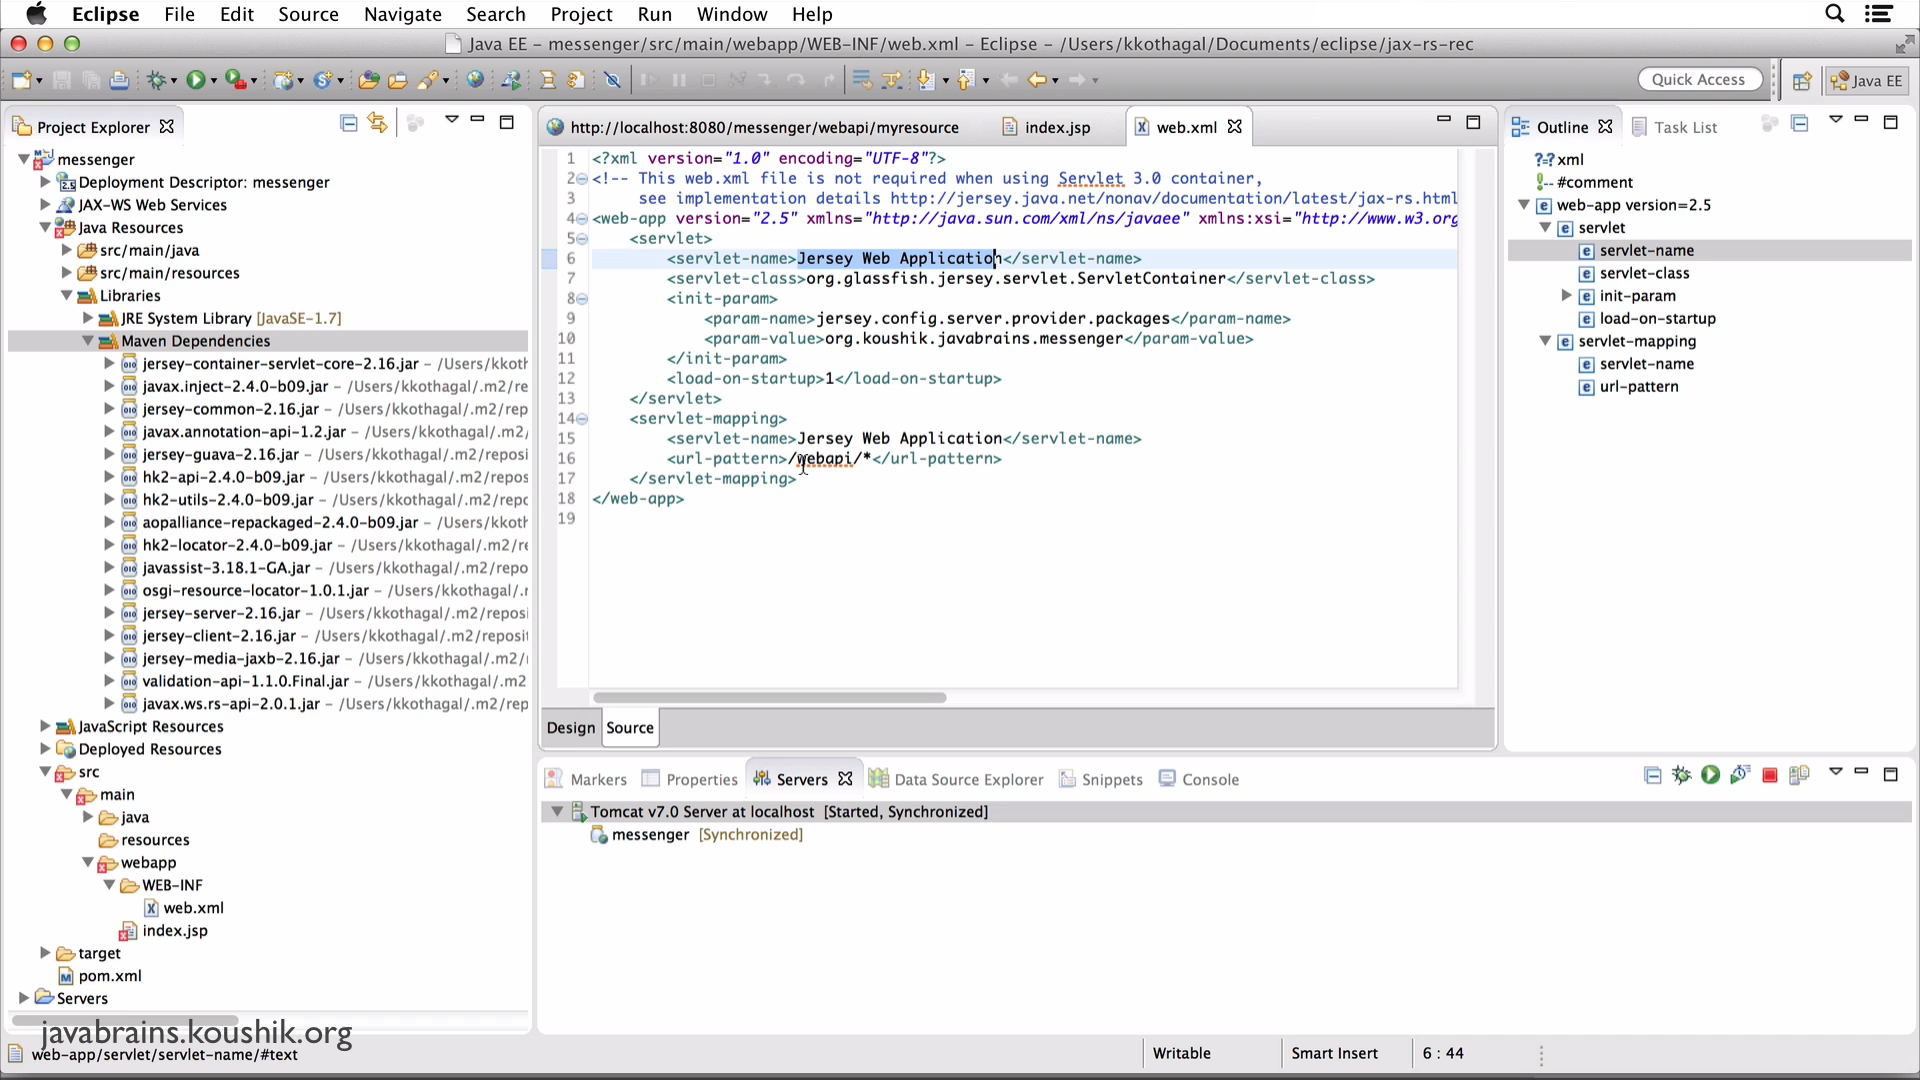 Eclipse File Edit Source Navigate Search Project Run Window Help
Java EE – messenger/src/main/webapp/WEB-INF/web.xml – Eclipse – /Users/kkothagal/Documents/eclipse/jax-rs-rec
Quick Access
Java EE
Project Explorer
messenger
Deployment Descriptor: messenger
JAX-WS Web Services
Java Resources
src/main/java
src/main/resources
Libraries
JRE System Library [JavaSE-1.7]
Maven Dependencies
jersey-container-servlet-core-2.16.jar – /Users/kkoth
javax.inject-2.4.0-b09.jar – /Users/kkothagal/.m2/re
jersey-common-2.16.jar – /Users/kkothagal/.m2/rep
javax.annotation-api-1.2.jar – /Users/kkothagal/.m2/
jersey-guava-2.16.jar – /Users/kkothagal/.m2/reposi
hk2-api-2.4.0-b09.jar – /Users/kkothagal/.m2/repos
hk2-utils-2.4.0-b09.jar – /Users/kkothagal/.m2/repo
aopalliance-repackaged-2.4.0-b09.jar – /Users/kkoth
hk2-locator-2.4.0-b09.jar – /Users/kkothagal/.m2/re
javassist-3.18.1-GA.jar – /Users/kkothagal/.m2/repo
osgi-resource-locator-1.0.1.jar – /Users/kkothagal/.
jersey-server-2.16.jar – /Users/kkothagal/.m2/repos
jersey-client-2.16.jar – /Users/kkothagal/.m2/reposit
jersey-media-jaxb-2.16.jar – /Users/kkothagal/.m2/
validation-api-1.1.0.Final.jar – /Users/kkothagal/.m2
javax.ws.rs-api-2.0.1.jar – /Users/kkothagal/.m2/rep
JavaScript Resources
Deployed Resources
src
main
java
resources
webapp
WEB-INF
web.xml
index.jsp
target
pom.xml
Servers
javabrains.koushik.org
http://localhost:8080/messenger/webapi/myresource
index.jsp
web.xml
1 <?xml version="1.0" encoding="UTF-8"?>
2 <!-- This web.xml file is not required when using Servlet 3.0 container,
3 see implementation details http://jersey.java.net/nonav/documentation/latest/jax-rs.html
4 <web-app version="2.5" xmlns="http://java.sun.com/xml/ns/javaee" xmlns:xsi="http://www.w3.org
5 <servlet>
6 <servlet-name>Jersey Web Application</servlet-name>
7 <servlet-class>org.glassfish.jersey.servlet.ServletContainer</servlet-class>
8 <init-param>
9 <param-name>jersey.config.server.provider.packages</param-name>
10 <param-value>org.koushik.javabrains.messenger</param-value>
11 </init-param>
12 <load-on-startup>1</load-on-startup>
13 </servlet>
14 <servlet-mapping>
15 <servlet-name>Jersey Web Application</servlet-name>
16 <url-pattern>/webapi/*</url-pattern>
17 </servlet-mapping>
18 </web-app>
19
Design Source
Outline Task List
xml
#comment
web-app version=2.5
servlet
servlet-name
servlet-class
init-param
load-on-startup
servlet-mapping
servlet-name
url-pattern
Markers Properties Servers Data Source Explorer Snippets Console
Tomcat v7.0 Server at localhost [Started, Synchronized]
messenger [Synchronized]
web-app/servlet/servlet-name/#text
Writable Smart Insert 6 : 44